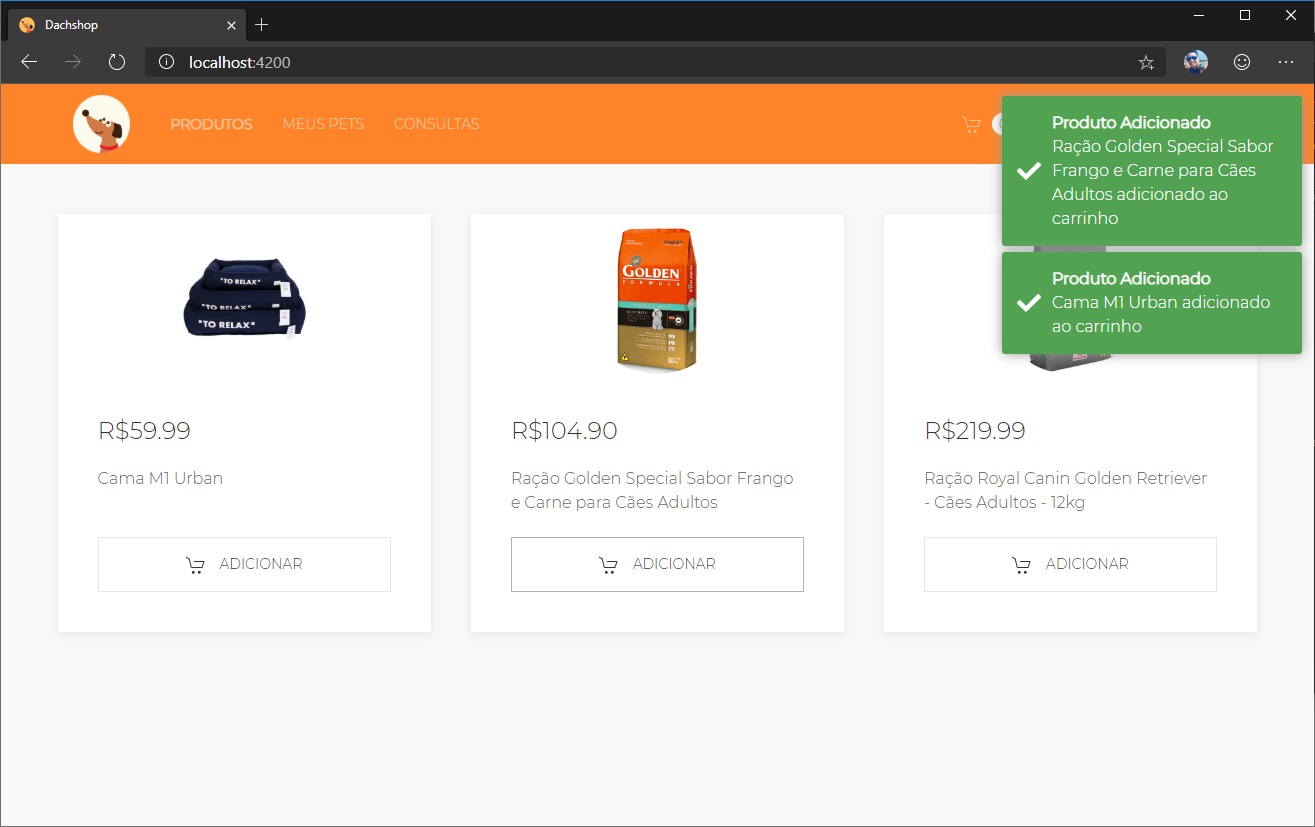 Dachshop
localhost:4200
PRODUTOS
MEUS PETS
CONSULTAS
Produto Adicionado
Ração Golden Special Sabor
Frango e Carne para Cães
Adultos adicionado ao
carrinho
Produto Adicionado
Cama M1 Urban adicionado
ao carrinho
"TO RELAX"
"TO RELAX"
"TO RELAX"
GOLDEN
FORMULA
R$59.99
Cama M1 Urban
ADICIONAR
R$104.90
Ração Golden Special Sabor Frango
e Carne para Cães Adultos
ADICIONAR
R$219.99
Ração Royal Canin Golden Retriever
- Cães Adultos - 12kg
ADICIONAR